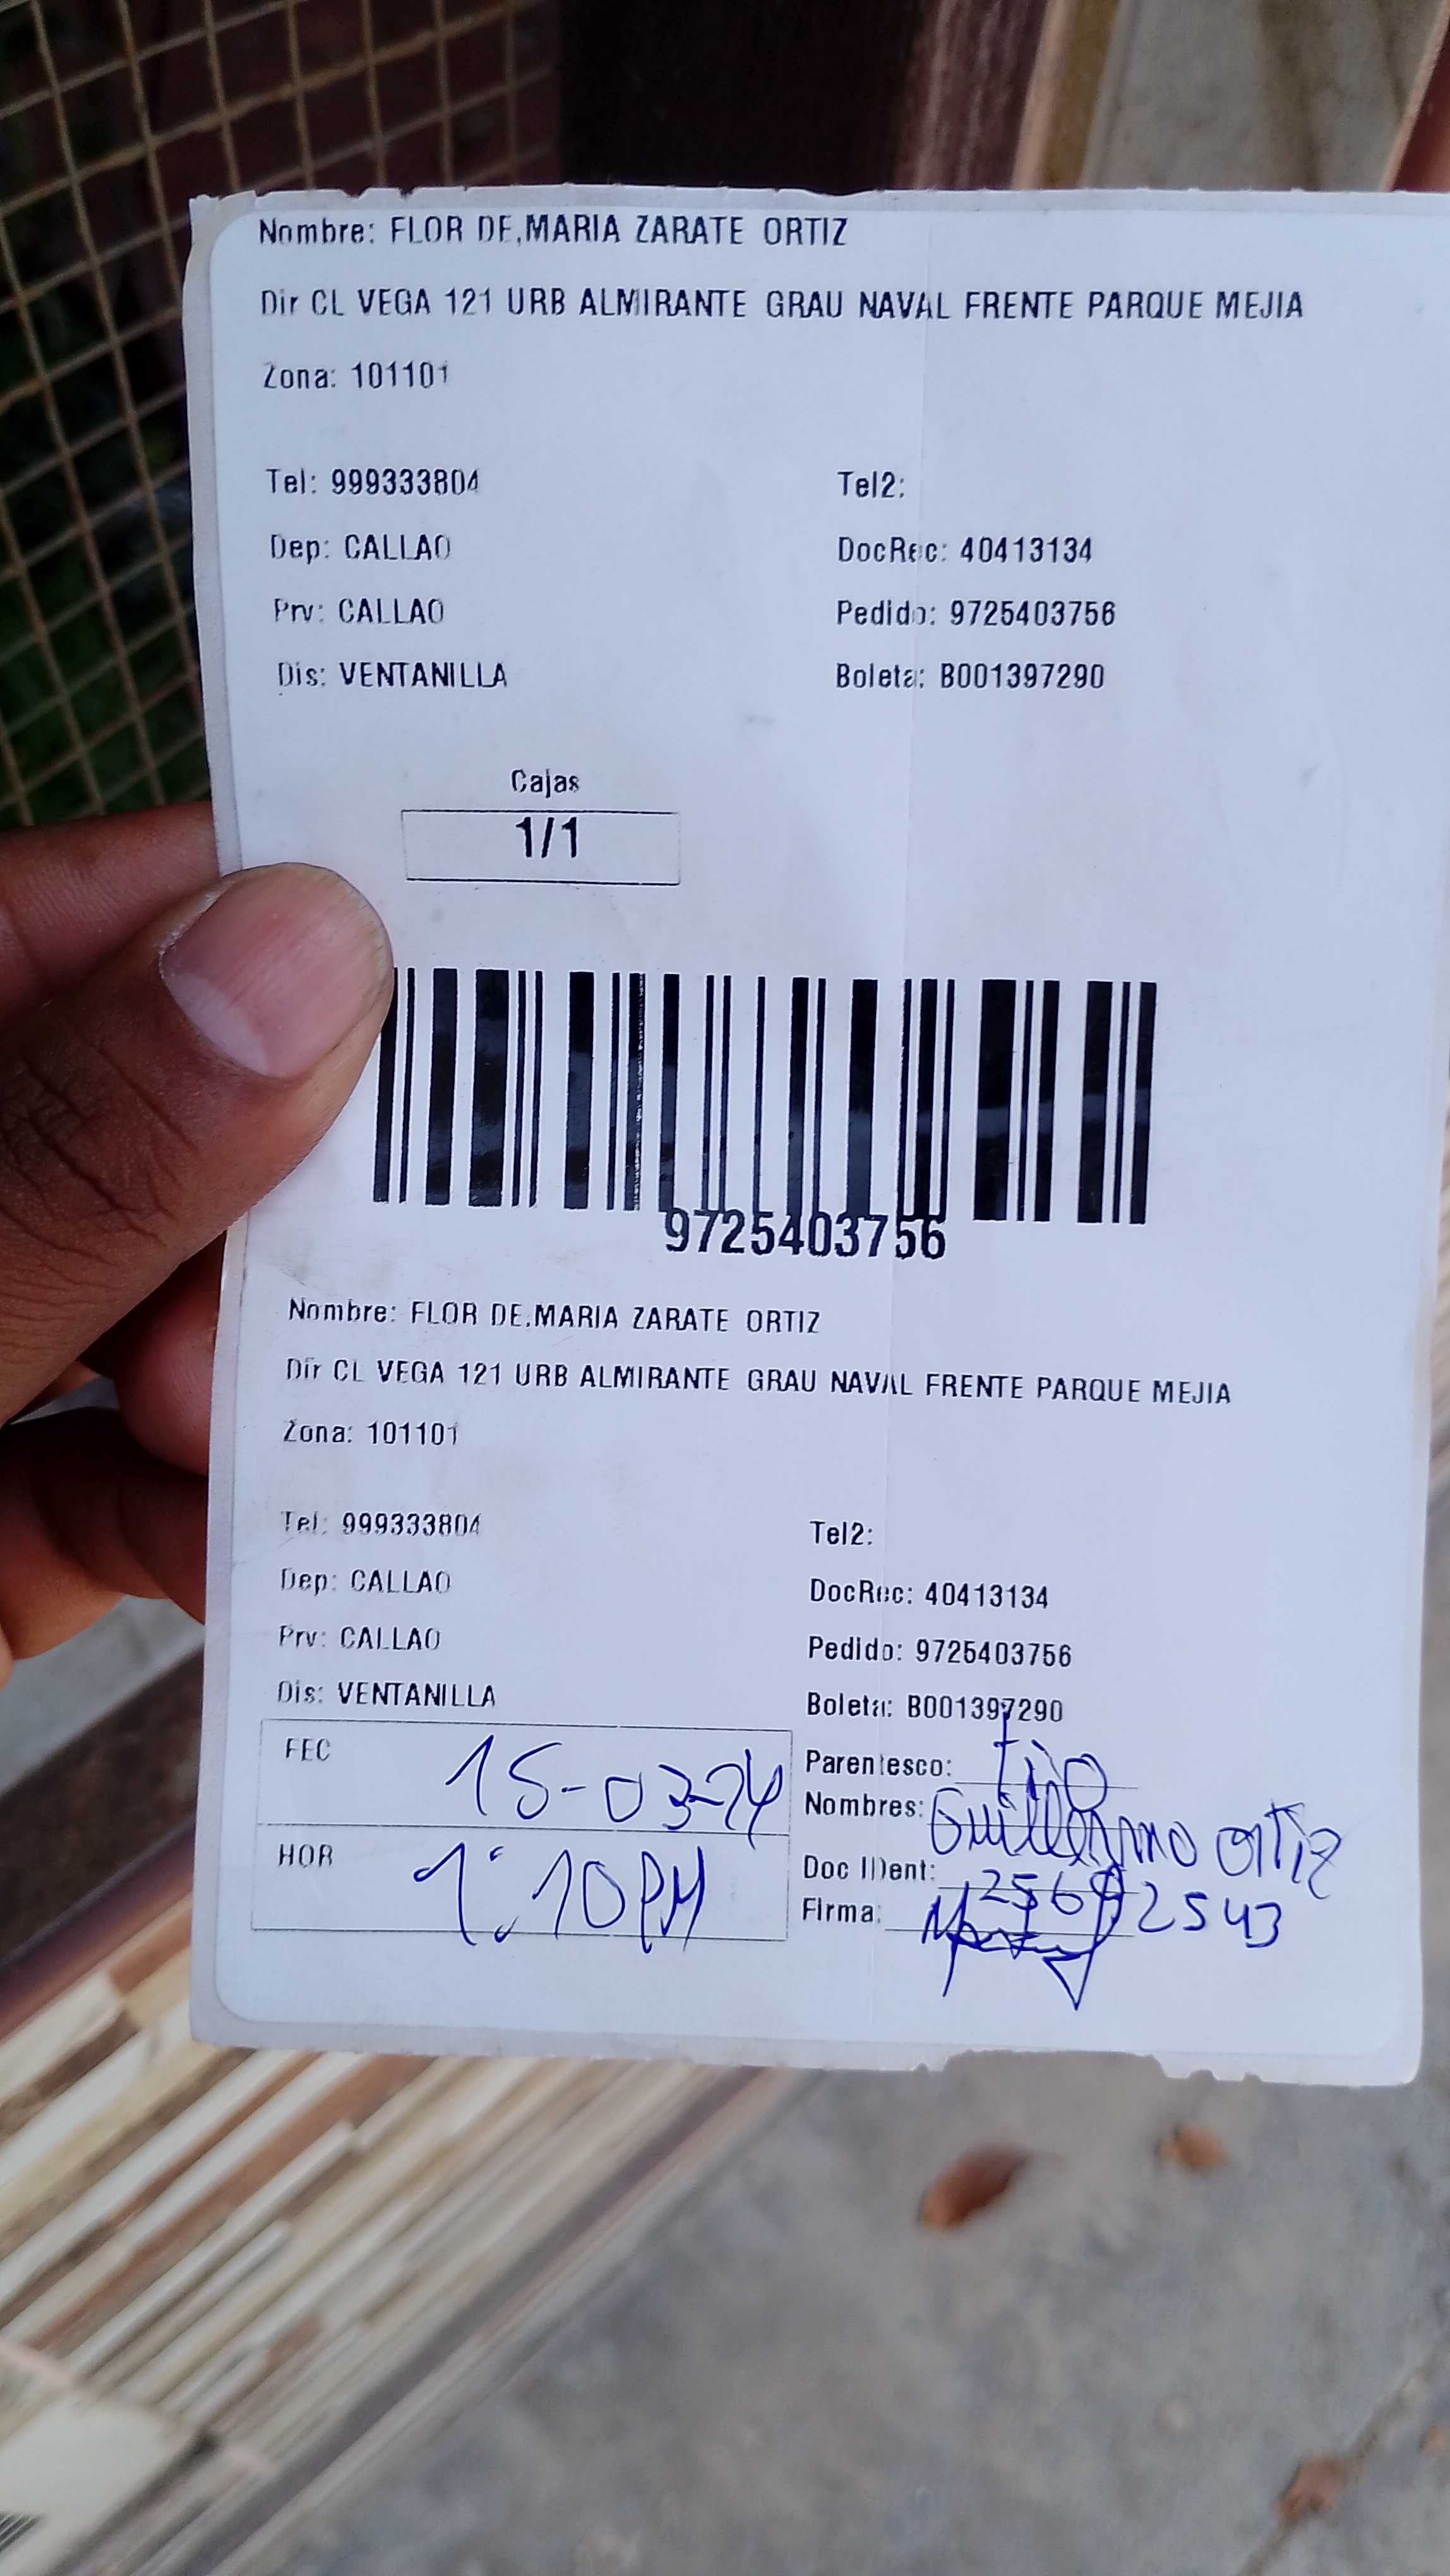 Nombre: FLOR DE.MARIA ZARATE ORTIZ
Dir CL VEGA 121 URB ALMIRANTE GRAU NAVAL FRENTE PARQUE MEJIA
Zona: 101101
Tel: 999333804 Tel2:
Dep: CALLAO DocRec: 40413134
Prv: CALLAO Pedido: 9725403756
Dis: VENTANILLA Boleta: B001397290
Cajas
1/1
9725403756
Nombre: FLOR DE.MARIA ZARATE ORTIZ
Dir CL VEGA 121 URB ALMIRANTE GRAU NAVAL FRENTE PARQUE MEJIA
Zona: 101101
Tel: 999333804 Tel2:
Dep: CALLAO DocRec: 40413134
Prv: CALLAO Pedido: 9725403756
Dis: VENTANILLA Boleta: B001397290
FEC 15-03-24 Parentesco: tio
Nombres: Guillermo Ortiz
HOR 1:10PM Doc IDent:
Firma: